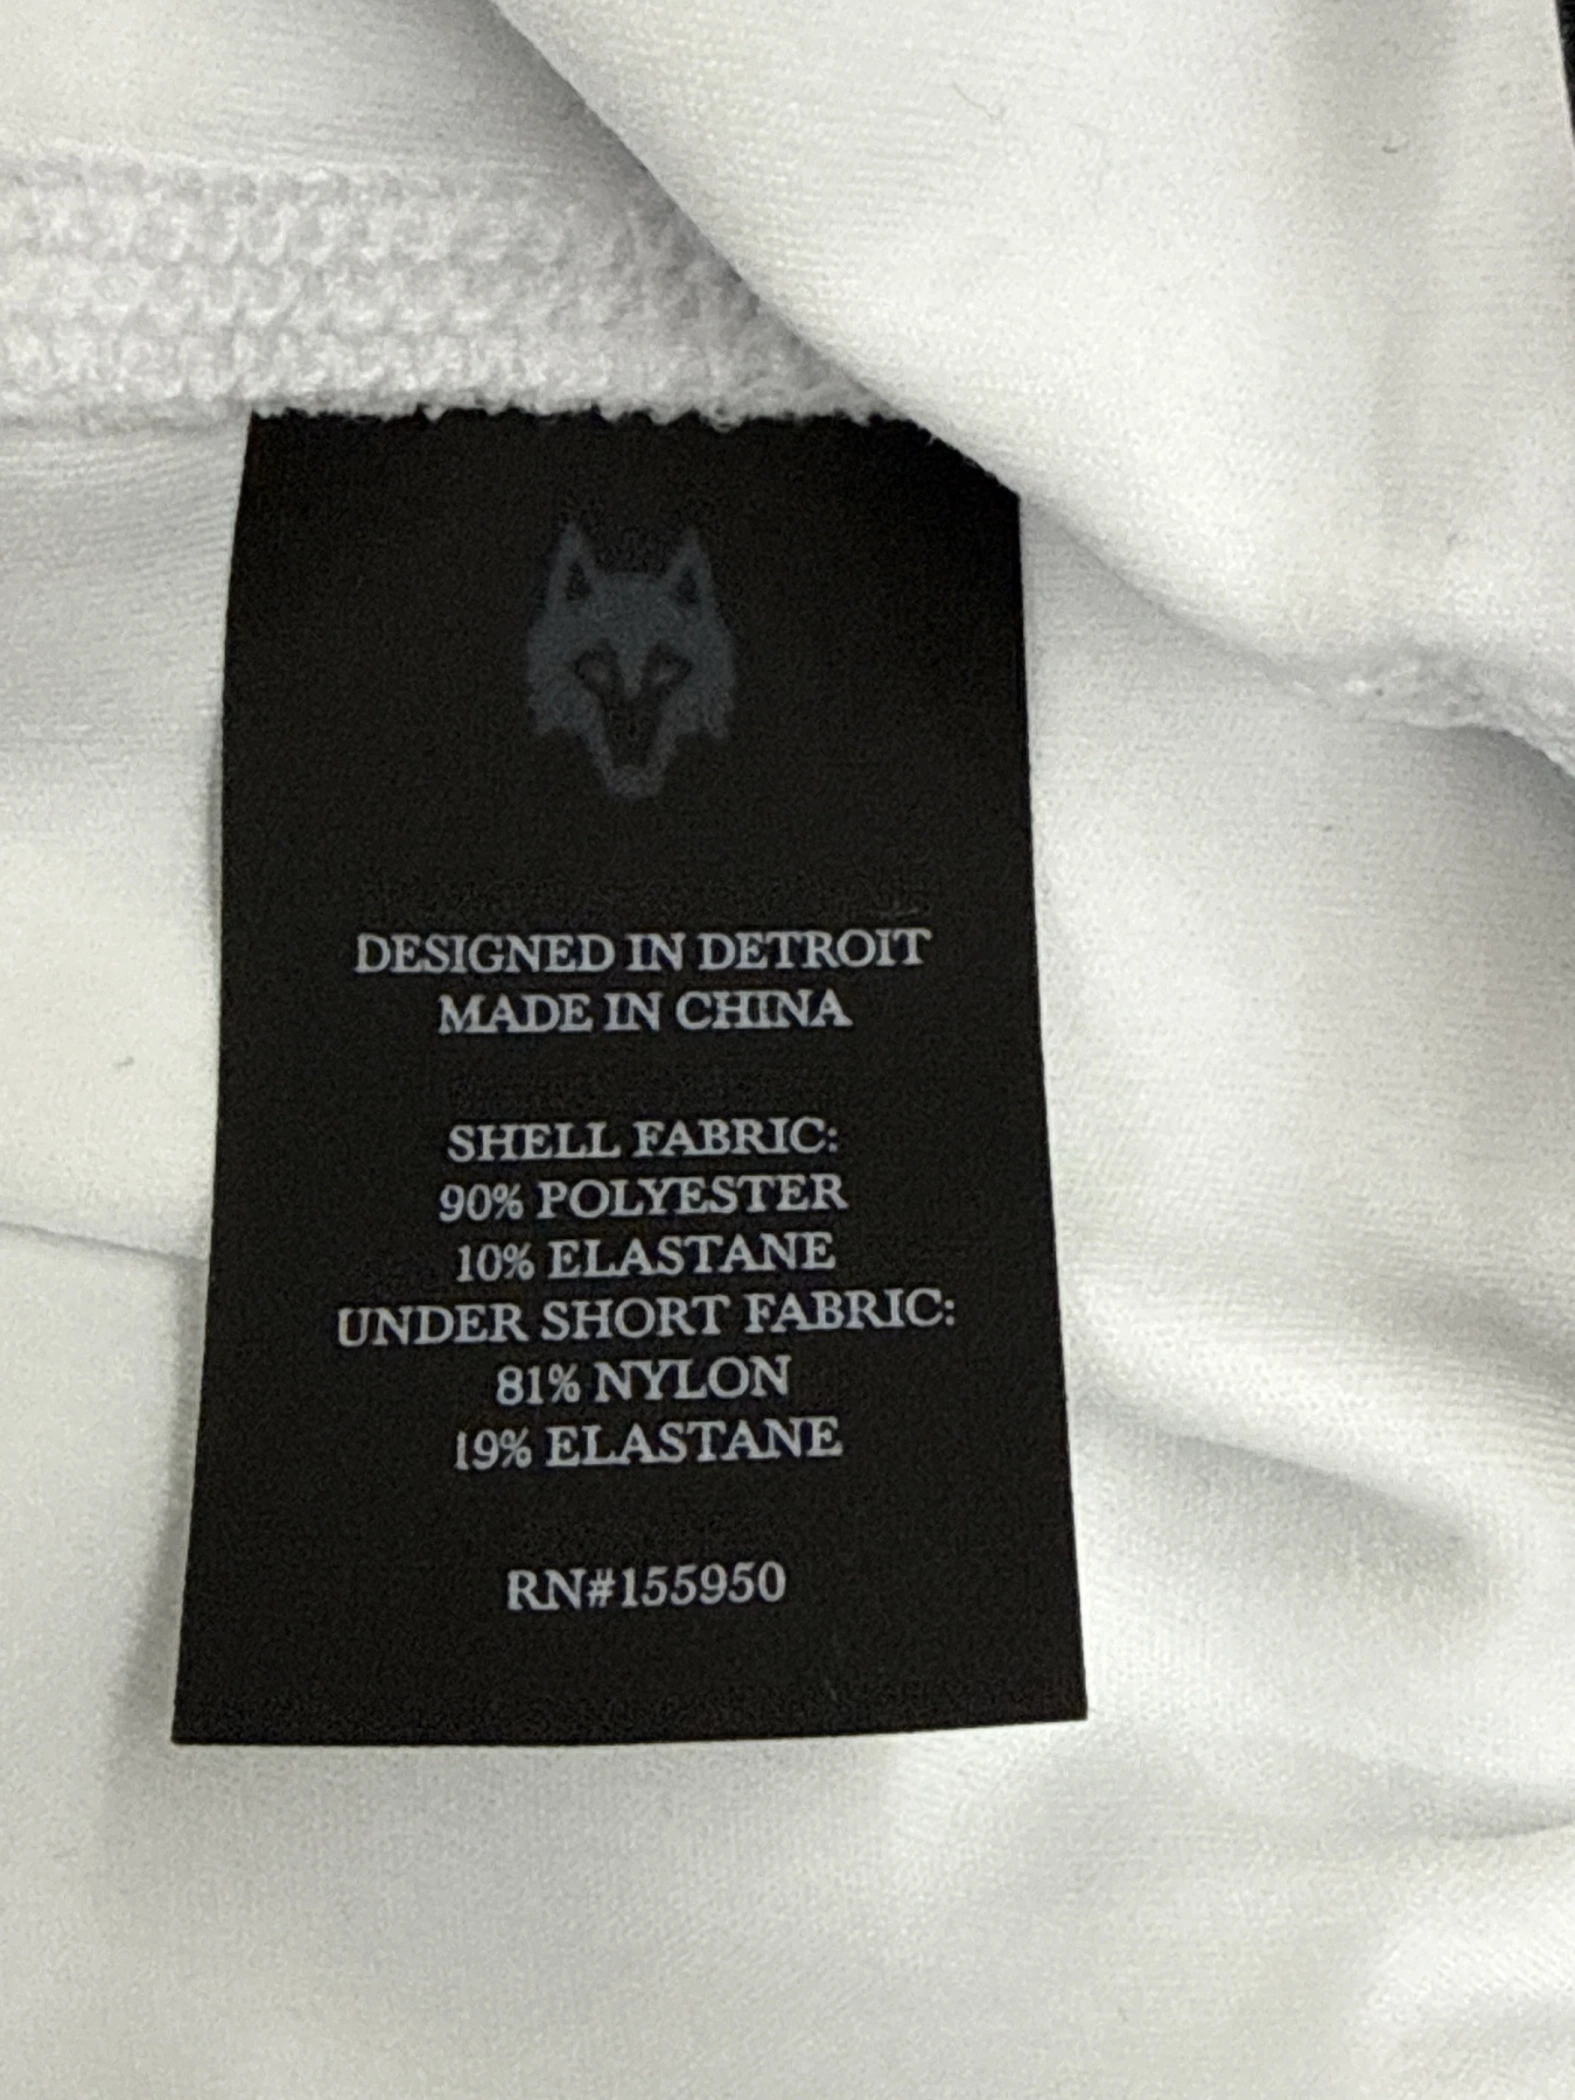 DESIGNED IN DETROIT
MADE IN CHINA
SHELL FABRIC:
90% POLYESTER
10% ELASTANE
UNDER SHORT FABRIC:
81% NYLON
19% ELASTANE
RN#155950